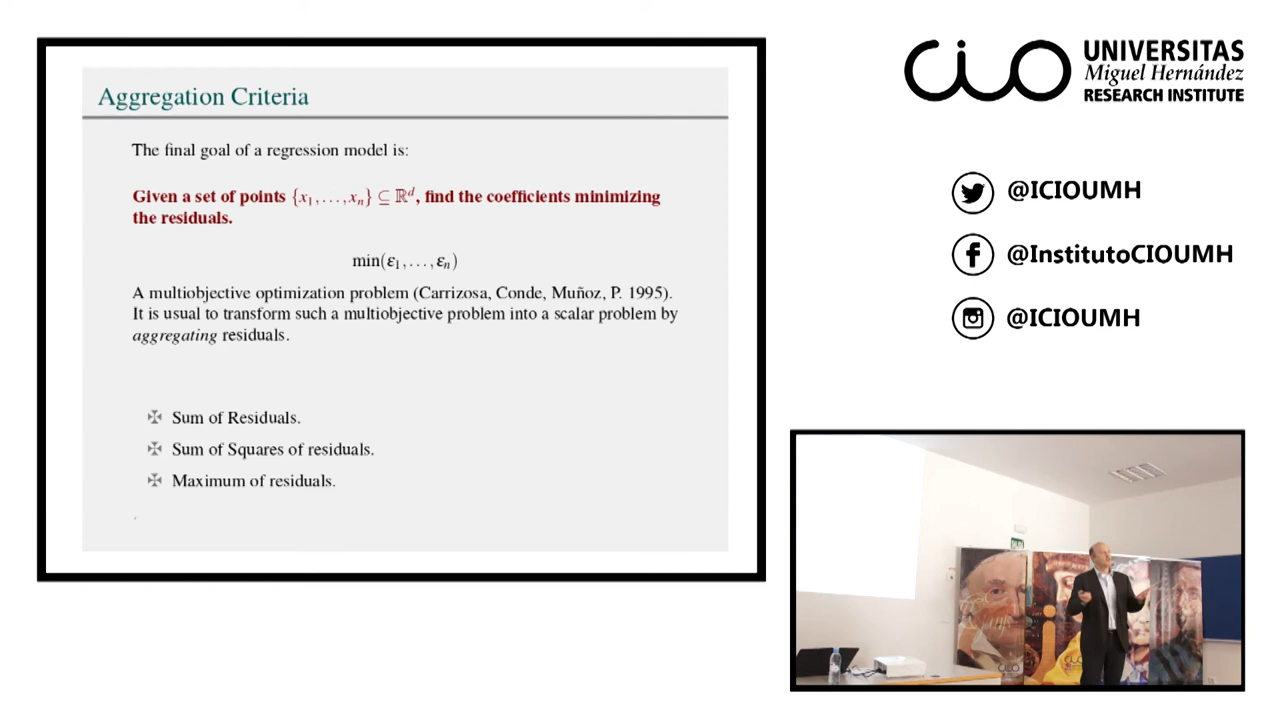 Aggregation Criteria
The final goal of a regression model is:
Given a set of points {x₁,...,xₙ} ⊆ ℝᵈ, find the coefficients minimizing
the residuals.
min(ε₁,...,εₙ)
A multiobjective optimization problem (Carrizosa, Conde, Muñoz, P. 1995).
It is usual to transform such a multiobjective problem into a scalar problem by
aggregating residuals.
✠ Sum of Residuals.
✠ Sum of Squares of residuals.
✠ Maximum of residuals.
cio
UNIVERSITAS
Miguel Hernández
RESEARCH INSTITUTE
@ICIOUMH
@InstitutoCIOUMH
@ICIOUMH